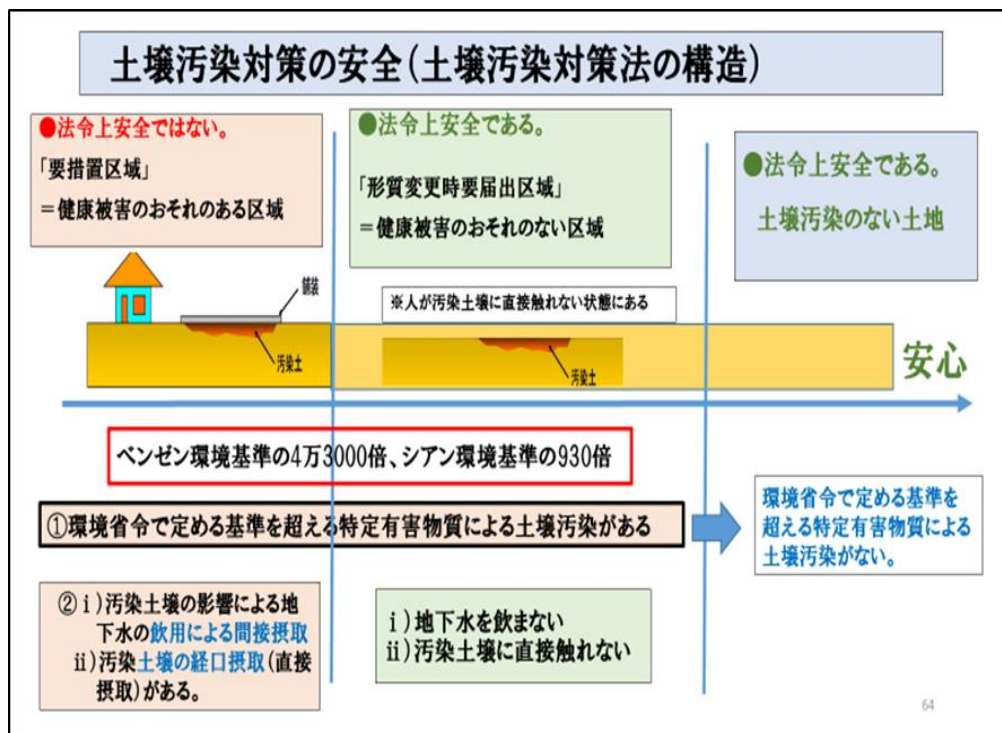 土壌汚染対策の安全(土壌汚染対策法の構造)
●法令上安全ではない。
「要措置区域」
＝健康被害のおそれのある区域
●法令上安全である。
「形質変更時要届出区域」
＝健康被害のおそれのない区域
●法令上安全である。
土壌汚染のない土地
舗装
汚染土
※人が汚染土壌に直接触れない状態にある
汚染土
安心
ベンゼン環境基準の4万3000倍、シアン環境基準の930倍
①環境省令で定める基準を超える特定有害物質による土壌汚染がある
環境省令で定める基準を
超える特定有害物質による
土壌汚染がない。
②ⅰ)汚染土壌の影響による地
下水の飲用による間接摂取
ⅱ)汚染土壌の経口摂取(直接
摂取)がある。
ⅰ)地下水を飲まない
ⅱ)汚染土壌に直接触れない
64